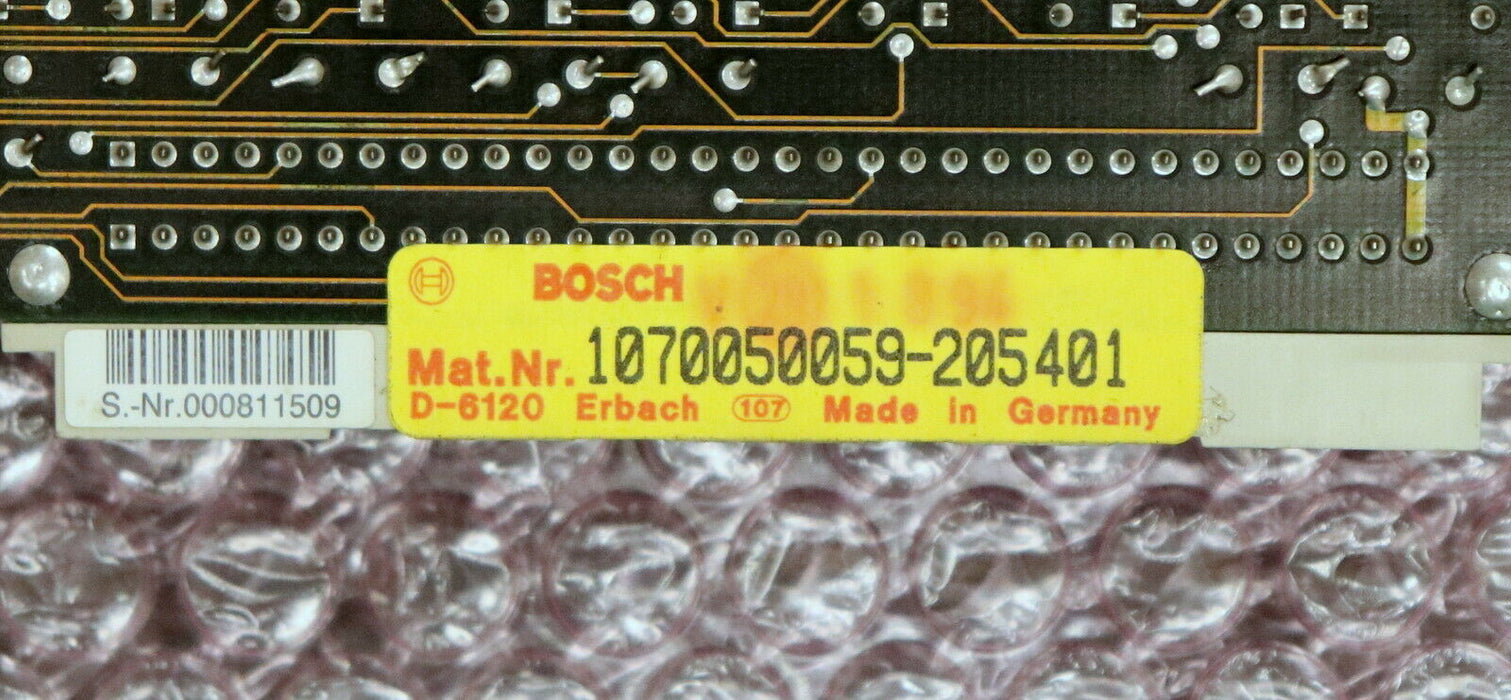 BOSCH
Mat.Nr. 1070050059-205401
D-6120 Erbach 107 Made in Germany
S.-Nr.000811509